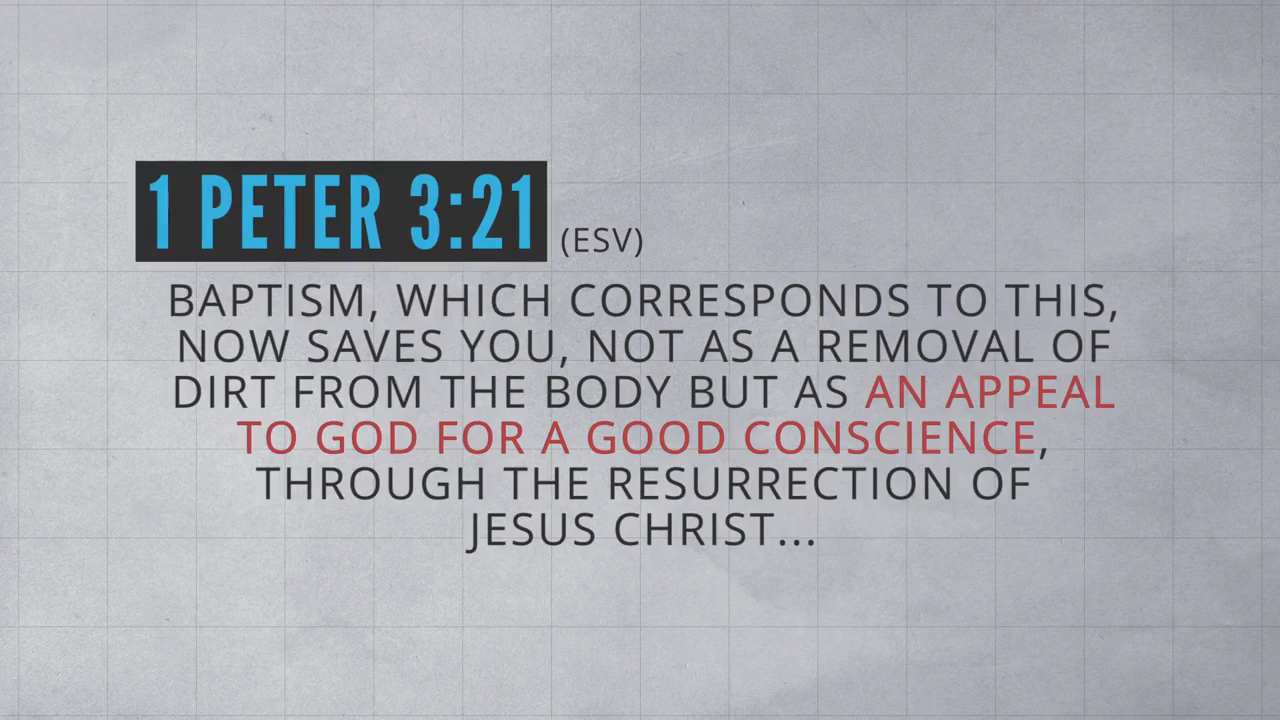 1 PETER 3:21 (ESV)
BAPTISM, WHICH CORRESPONDS TO THIS,
NOW SAVES YOU, NOT AS A REMOVAL OF
DIRT FROM THE BODY BUT AS AN APPEAL
TO GOD FOR A GOOD CONSCIENCE,
THROUGH THE RESURRECTION OF
JESUS CHRIST...